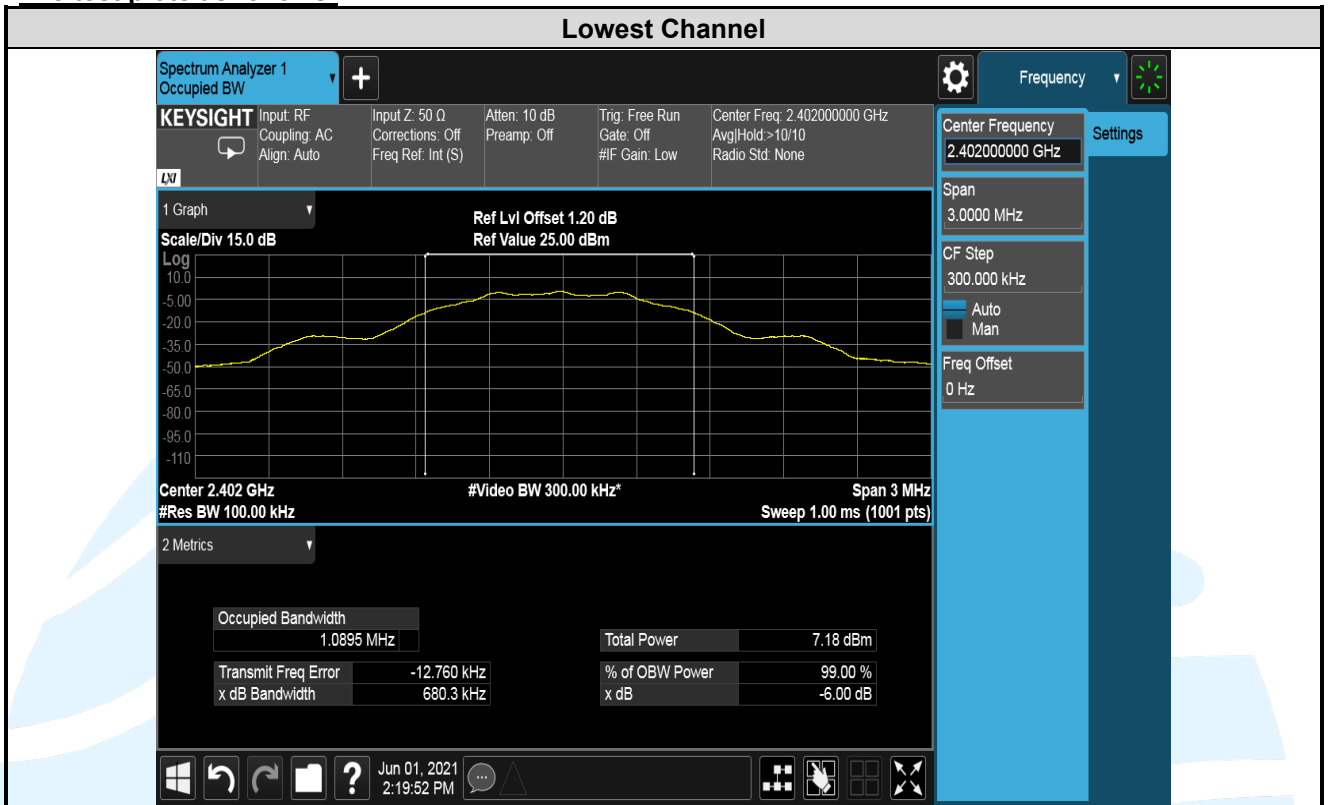 Lowest Channel
Spectrum Analyzer 1
Occupied BW
Frequency
KEYSIGHT
Input: RF
Coupling: AC
Align: Auto
Input Z: 50 Ω
Corrections: Off
Freq Ref: Int (S)
Atten: 10 dB
Preamp: Off
Trig: Free Run
Gate: Off
#IF Gain: Low
Center Freq: 2.402000000 GHz
Avg|Hold:>10/10
Radio Std: None
LXI
Center Frequency
2.402000000 GHz
Settings
Span
3.0000 MHz
CF Step
300.000 kHz
Auto
Man
Freq Offset
0 Hz
1 Graph
Ref Lvl Offset 1.20 dB
Scale/Div 15.0 dB
Ref Value 25.00 dBm
Log
10.0
-5.00
-20.0
-35.0
-50.0
-65.0
-80.0
-95.0
-110
Center 2.402 GHz
#Video BW 300.00 kHz*
Span 3 MHz
#Res BW 100.00 kHz
Sweep 1.00 ms (1001 pts)
2 Metrics
Occupied Bandwidth
1.0895 MHz
Total Power 7.18 dBm
Transmit Freq Error -12.760 kHz
% of OBW Power 99.00 %
x dB Bandwidth 680.3 kHz
x dB -6.00 dB
?
Jun 01, 2021
2:19:52 PM